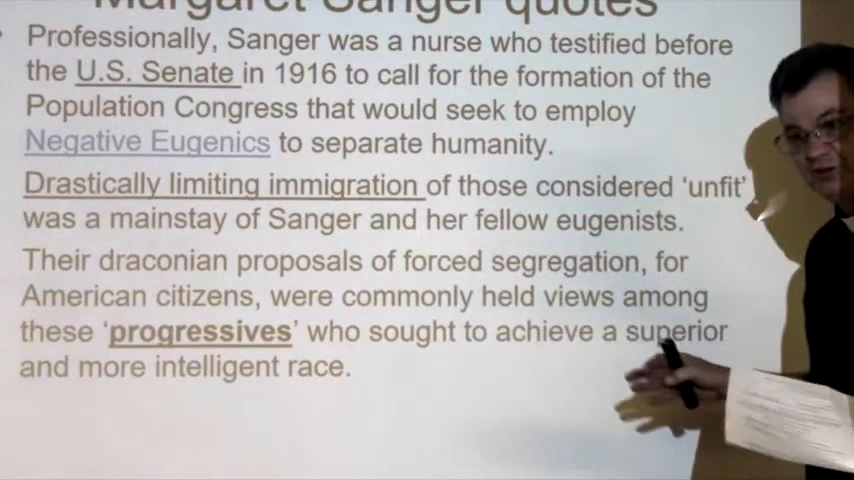 Margaret Sanger quotes
Professionally, Sanger was a nurse who testified before
the U.S. Senate in 1916 to call for the formation of the
Population Congress that would seek to employ
Negative Eugenics to separate humanity.
Drastically limiting immigration of those considered 'unfit'
was a mainstay of Sanger and her fellow eugenists.
Their draconian proposals of forced segregation, for
American citizens, were commonly held views among
these 'progressives' who sought to achieve a superior
and more intelligent race.